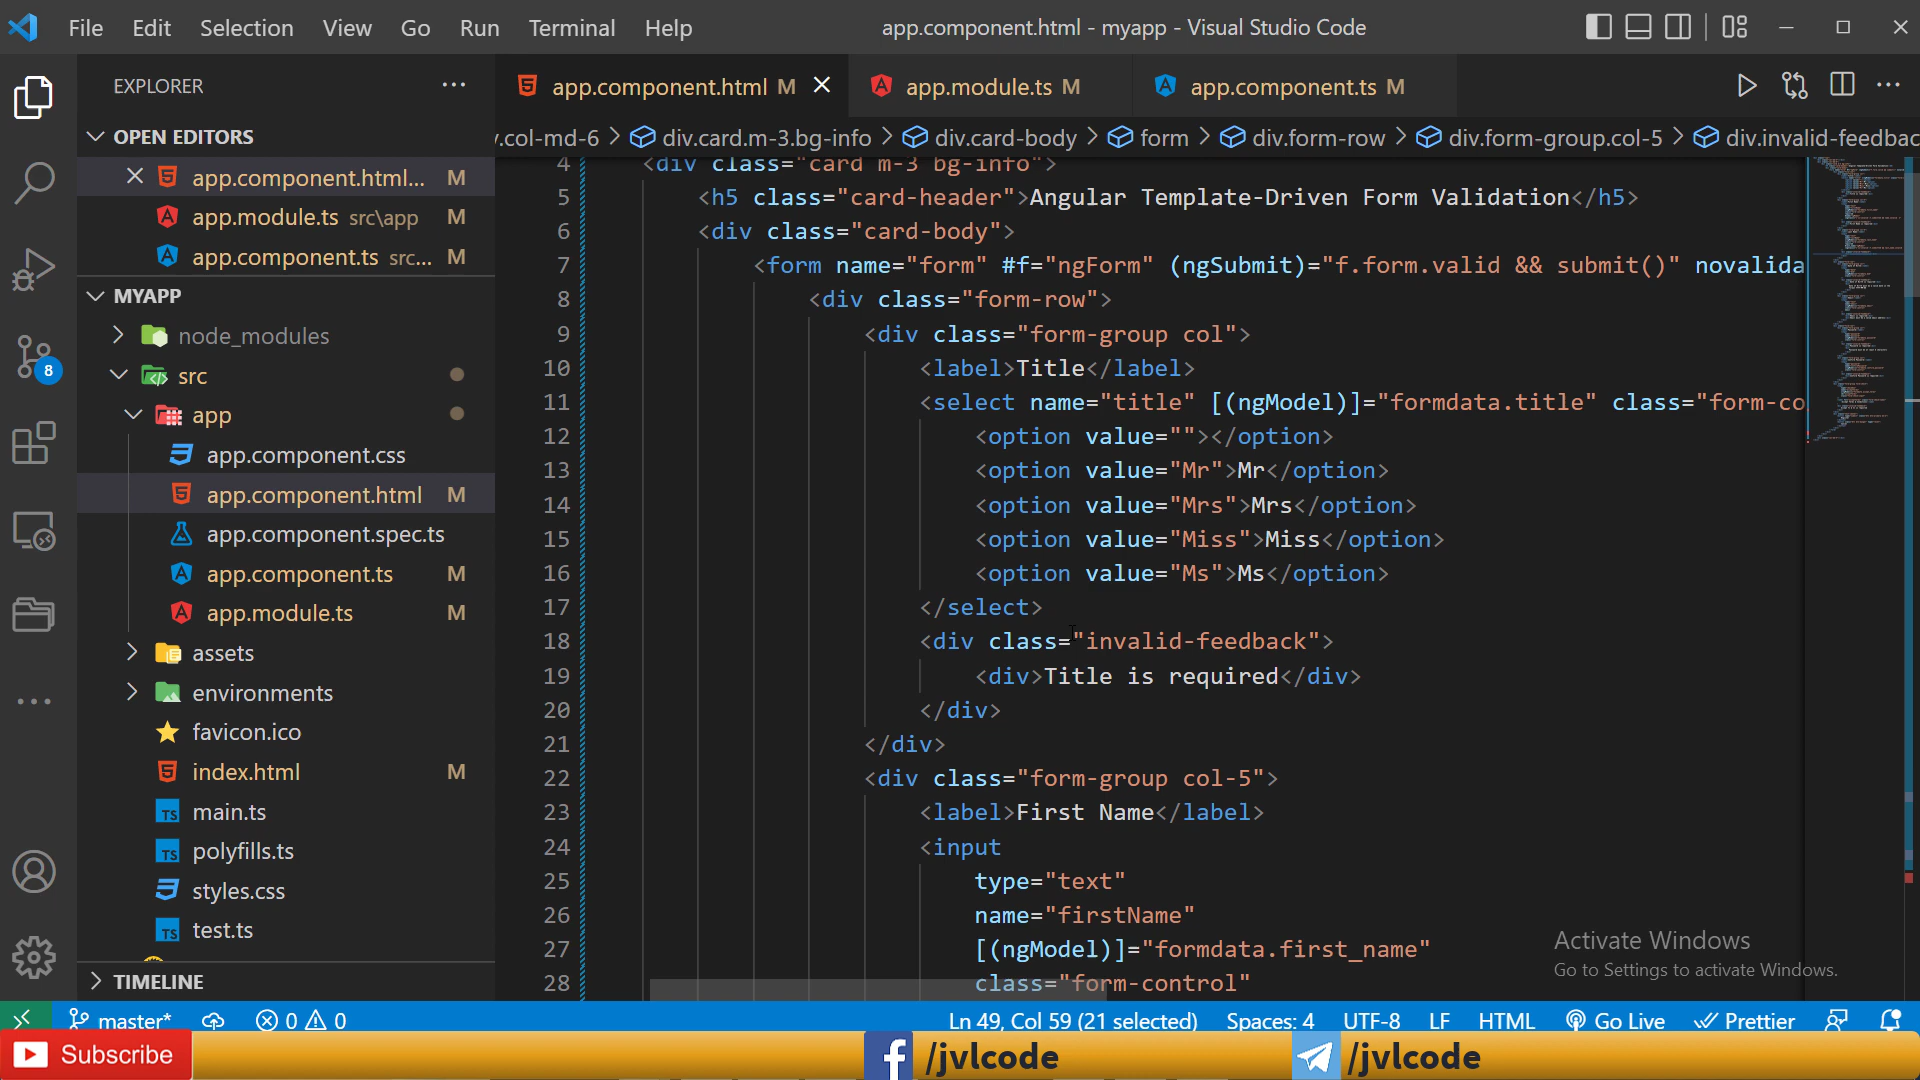 File Edit Selection View Go Run Terminal Help
app.component.html - myapp - Visual Studio Code
EXPLORER
OPEN EDITORS
app.component.html... M
app.module.ts src\app M
app.component.ts src... M
MYAPP
node_modules
src
app
app.component.css
app.component.html M
app.component.spec.ts
app.component.ts M
app.module.ts M
assets
environments
favicon.ico
index.html M
TS main.ts
TS polyfills.ts
styles.css
TS test.ts
TIMELINE
8
app.component.html M
app.module.ts M
app.component.ts M
.col-md-6 > div.card.m-3.bg-info > div.card-body > form > div.form-row > div.form-group.col-5 > div.invalid-feedbac
4 <div class="card m-3 bg-info">
5 <h5 class="card-header">Angular Template-Driven Form Validation</h5>
6 <div class="card-body">
7 <form name="form" #f="ngForm" (ngSubmit)="f.form.valid && submit()" novalida
8 <div class="form-row">
9 <div class="form-group col">
10 <label>Title</label>
11 <select name="title" [(ngModel)]="formdata.title" class="form-co
12 <option value=""></option>
13 <option value="Mr">Mr</option>
14 <option value="Mrs">Mrs</option>
15 <option value="Miss">Miss</option>
16 <option value="Ms">Ms</option>
17 </select>
18 <div class="invalid-feedback">
19 <div>Title is required</div>
20 </div>
21 </div>
22 <div class="form-group col-5">
23 <label>First Name</label>
24 <input
25 type="text"
26 name="firstName"
27 [(ngModel)]="formdata.first_name"
28 class="form-control"
Activate Windows
Go to Settings to activate Windows.
master* 0 0
Ln 49, Col 59 (21 selected) Spaces: 4 UTF-8 LF HTML Go Live Prettier
Subscribe
f /jvlcode
/jvlcode